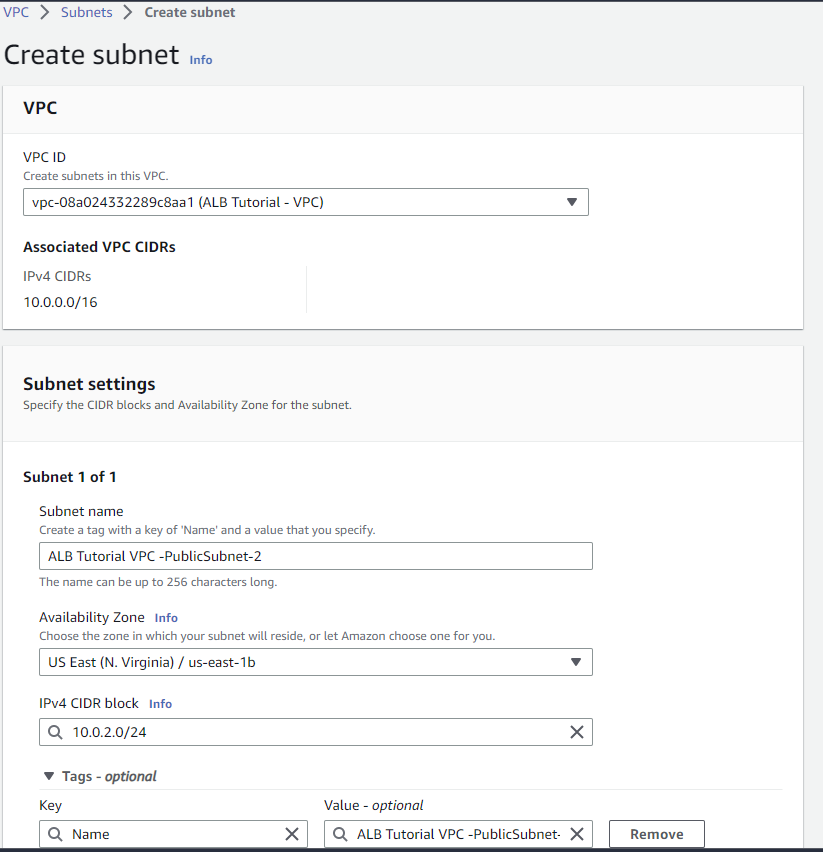 VPC > Subnets > Create subnet
Create subnet Info
VPC
VPC ID
Create subnets in this VPC.
vpc-08a024332289c8aa1 (ALB Tutorial - VPC)
Associated VPC CIDRs
IPv4 CIDRs
10.0.0.0/16
Subnet settings
Specify the CIDR blocks and Availability Zone for the subnet.
Subnet 1 of 1
Subnet name
Create a tag with a key of 'Name' and a value that you specify.
ALB Tutorial VPC -PublicSubnet-2
The name can be up to 256 characters long.
Availability Zone Info
Choose the zone in which your subnet will reside, or let Amazon choose one for you.
US East (N. Virginia) / us-east-1b
IPv4 CIDR block Info
10.0.2.0/24
Tags - optional
Key Value - optional
Name ALB Tutorial VPC -PublicSubnet- Remove